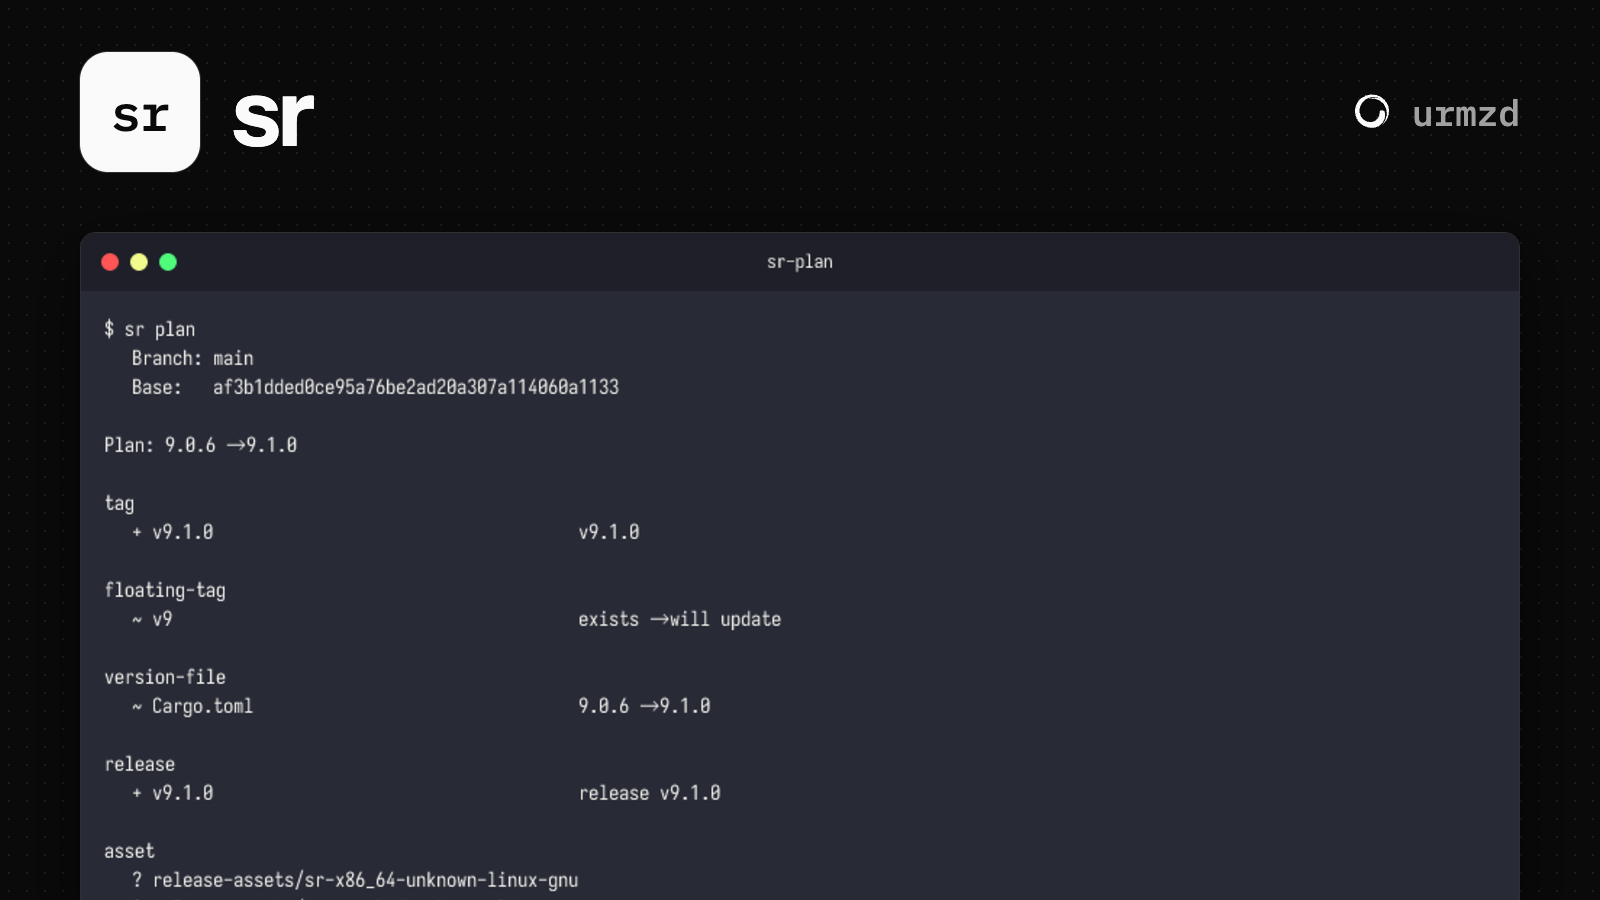 sr
sr
urmzd
sr-plan
$ sr plan
Branch: main
Base: af3b1dded0ce95a76be2ad20a307a114060a1133
Plan: 9.0.6 →9.1.0
tag
+ v9.1.0 v9.1.0
floating-tag
~ v9 exists →will update
version-file
~ Cargo.toml 9.0.6 →9.1.0
release
+ v9.1.0 release v9.1.0
asset
? release-assets/sr-x86_64-unknown-linux-gnu